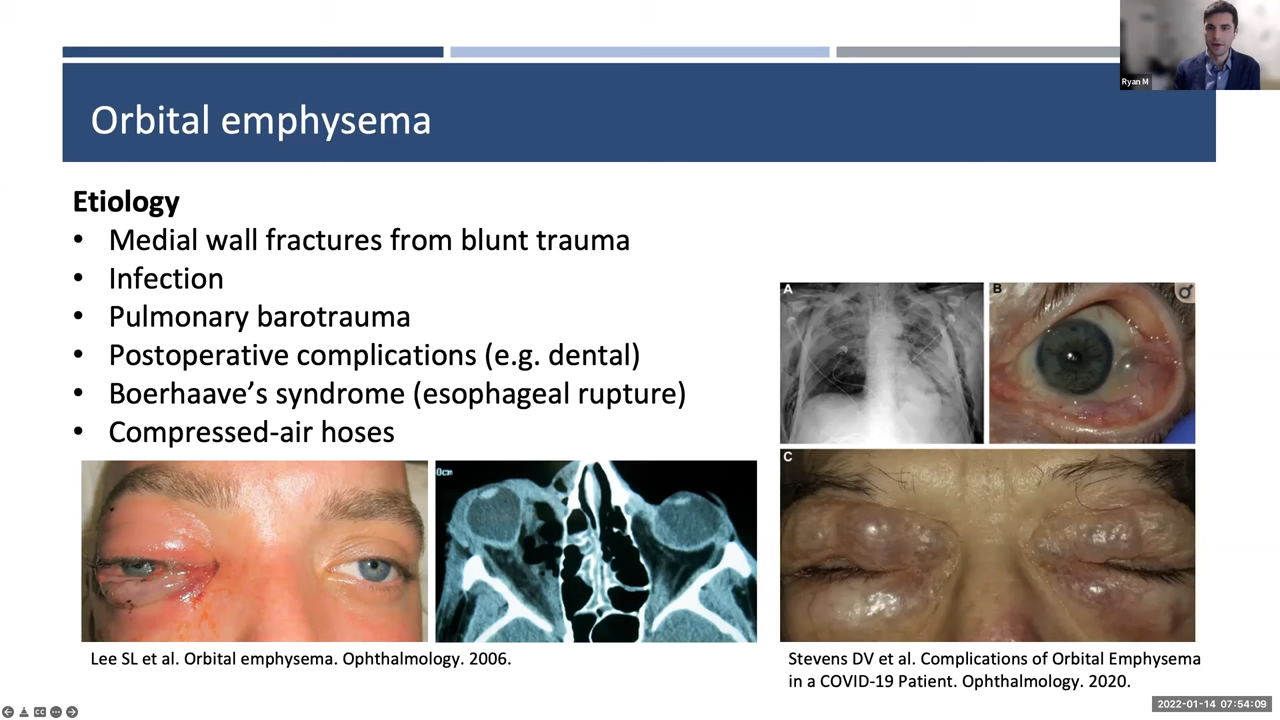 Ryan M
Orbital emphysema
Etiology
• Medial wall fractures from blunt trauma
• Infection
• Pulmonary barotrauma
• Postoperative complications (e.g. dental)
• Boerhaave’s syndrome (esophageal rupture)
• Compressed-air hoses
A
B
0cm
C
Lee SL et al. Orbital emphysema. Ophthalmology. 2006.
Stevens DV et al. Complications of Orbital Emphysema
in a COVID-19 Patient. Ophthalmology. 2020.
CC
2022-01-14 07:54:09